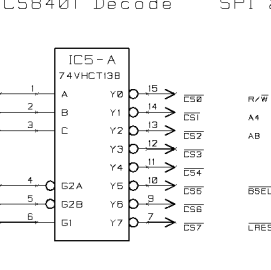 CS8401 Decode SPI
IC5-A
74VHCT138
1 A Y0 15 CS0 R/W
2 B Y1 14 CS1 A4
3 C Y2 13 CS2 A8
Y3 12 CS3
Y4 11 CS4
4 G2A Y5 10 CS5
5 G2B Y6 9 CS6
6 G1 Y7 7 CS7